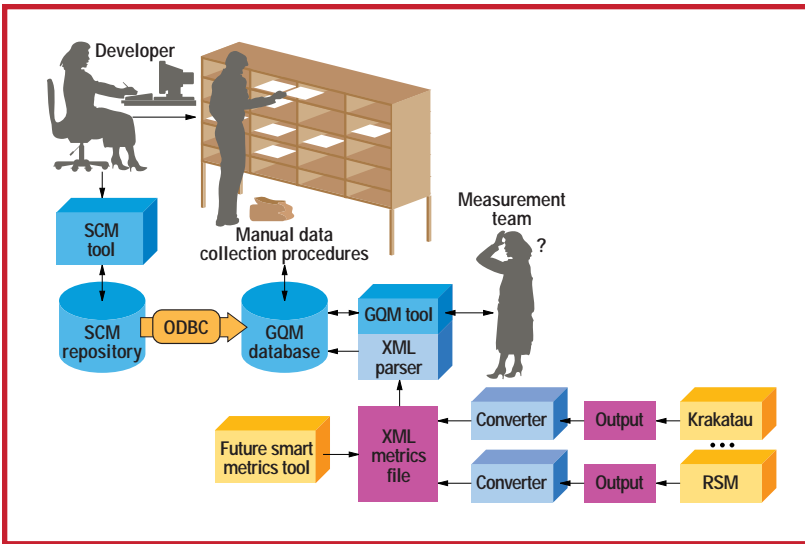 Developer
Measurement
team
?
SCM
tool
Manual data
collection procedures
SCM
repository
ODBC
GQM
database
GQM tool
XML
parser
Future smart
metrics tool
XML
metrics
file
Converter
Output
Krakatau
•••
Converter
Output
RSM